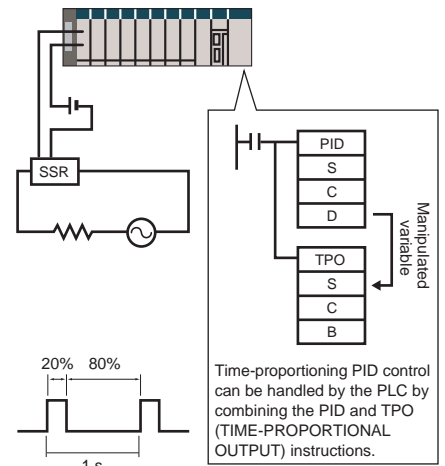 SSR
PID
S
C
D
Manipulated
variable
TPO
S
C
B
20% 80%
1 s
Time-proportioning PID control
can be handled by the PLC by
combining the PID and TPO
(TIME-PROPORTIONAL
OUTPUT) instructions.